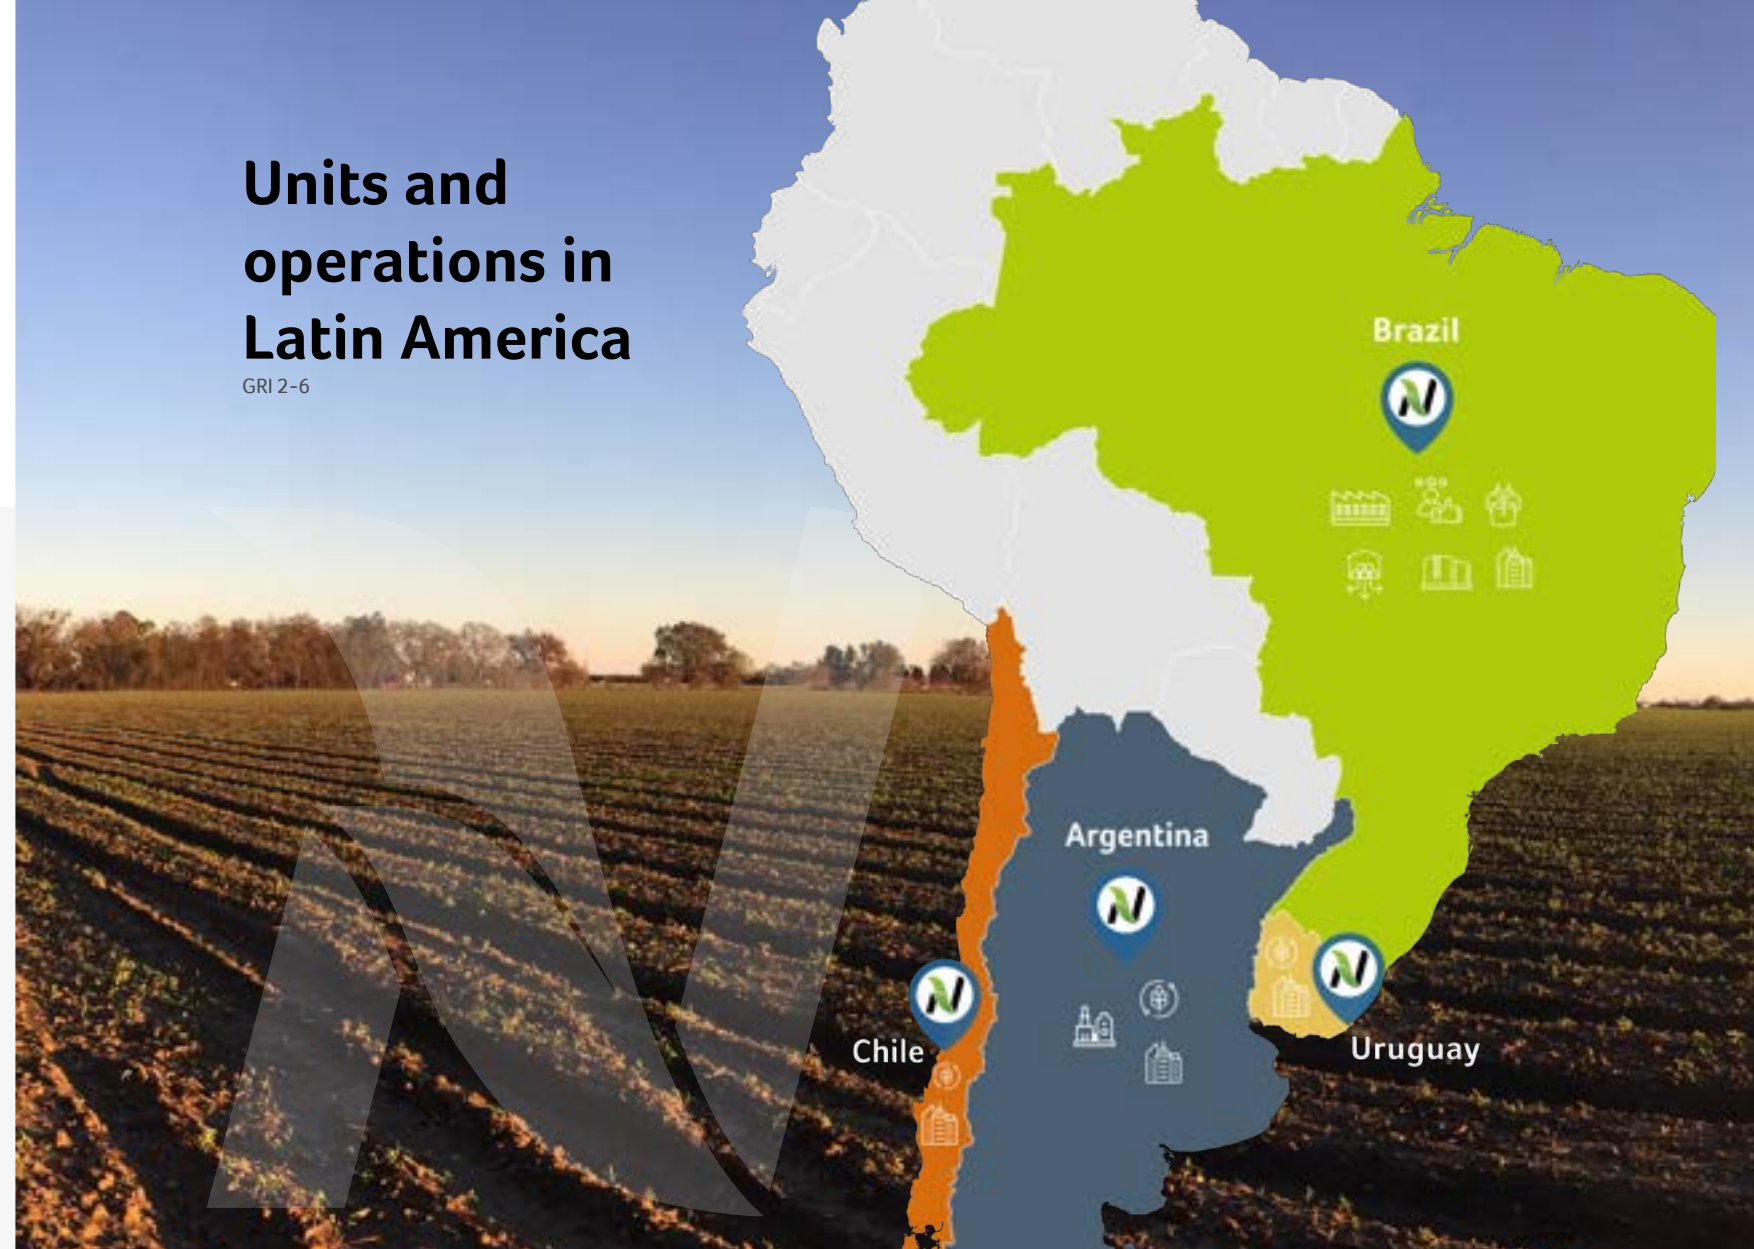 Units and
operations in
Latin America
GRI 2-6
Brazil
Argentina
Chile
Uruguay